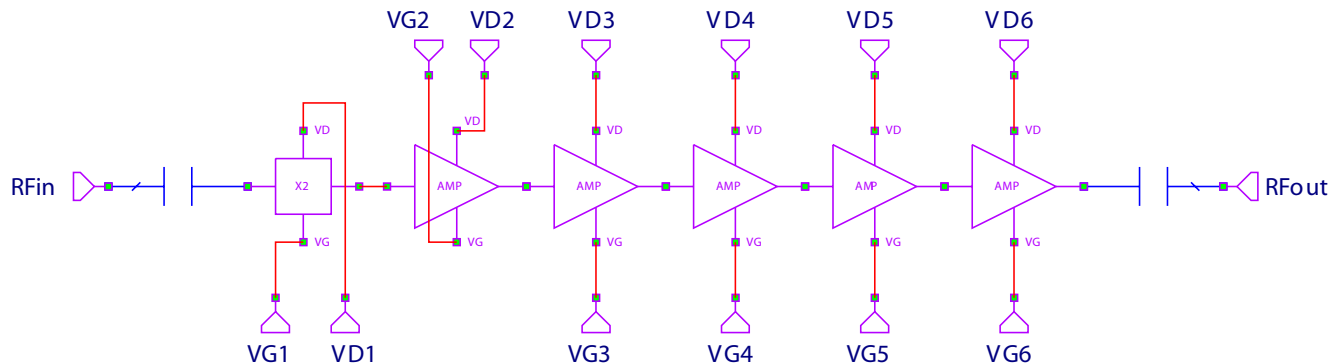 VG2 VD2 VD3 VD4 VD5 VD6
VD VD VD VD VD VD
RFin X2 AMP AMP AMP AMP AMP RFout
VG VG VG VG VG VG
VG1 VD1 VG3 VG4 VG5 VG6